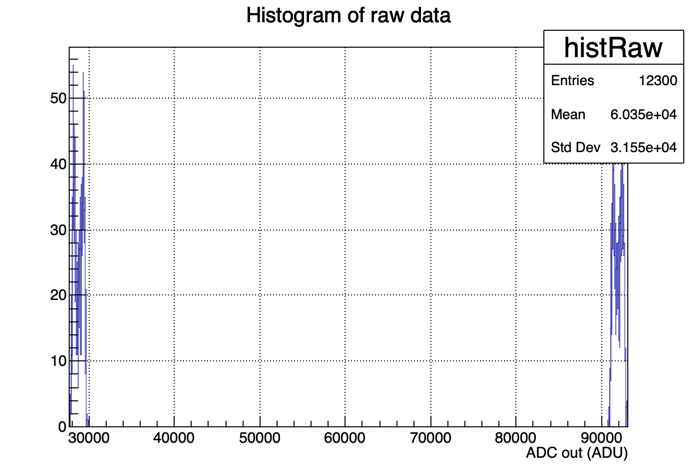 Histogram of raw data
histRaw
Entries 12300
Mean 6.035e+04
Std Dev 3.155e+04
50
40
30
20
10
0
30000 40000 50000 60000 70000 80000 90000
ADC out (ADU)